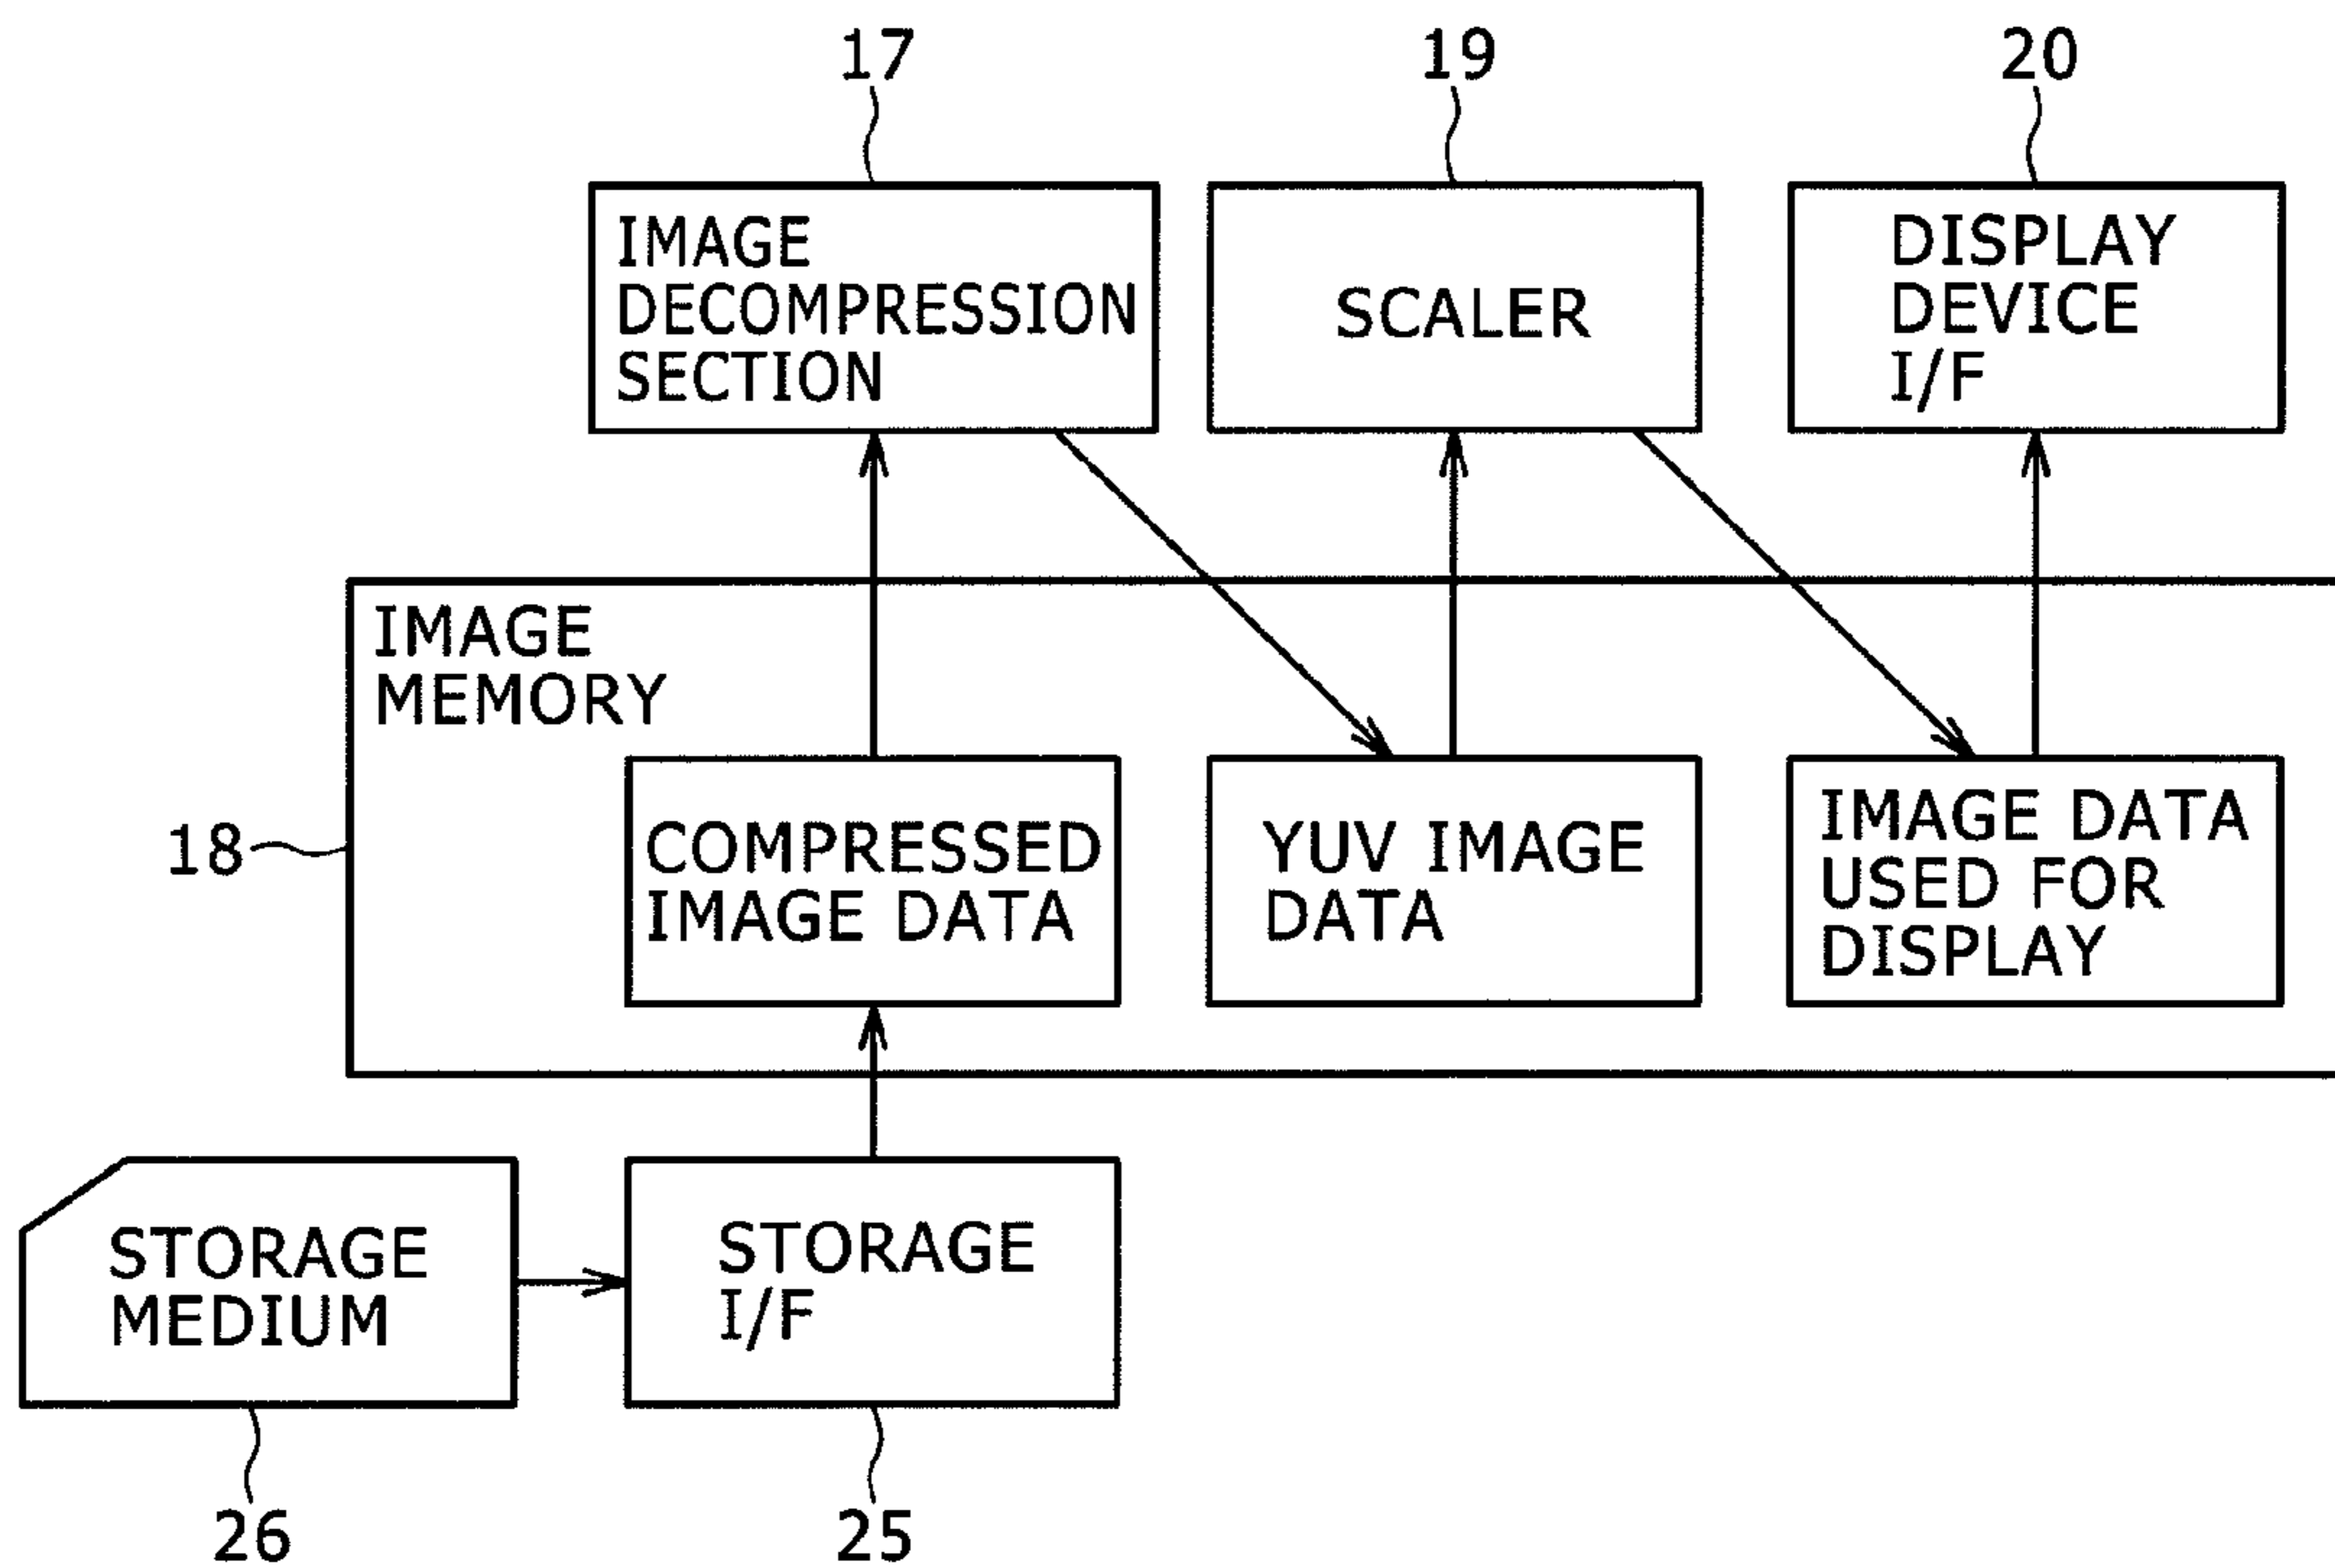 17
19
20
IMAGE
DECOMPRESSION
SECTION
SCALER
DISPLAY
DEVICE
I/F
IMAGE
MEMORY
18
COMPRESSED
IMAGE DATA
YUV IMAGE
DATA
IMAGE DATA
USED FOR
DISPLAY
STORAGE
MEDIUM
STORAGE
I/F
26
25